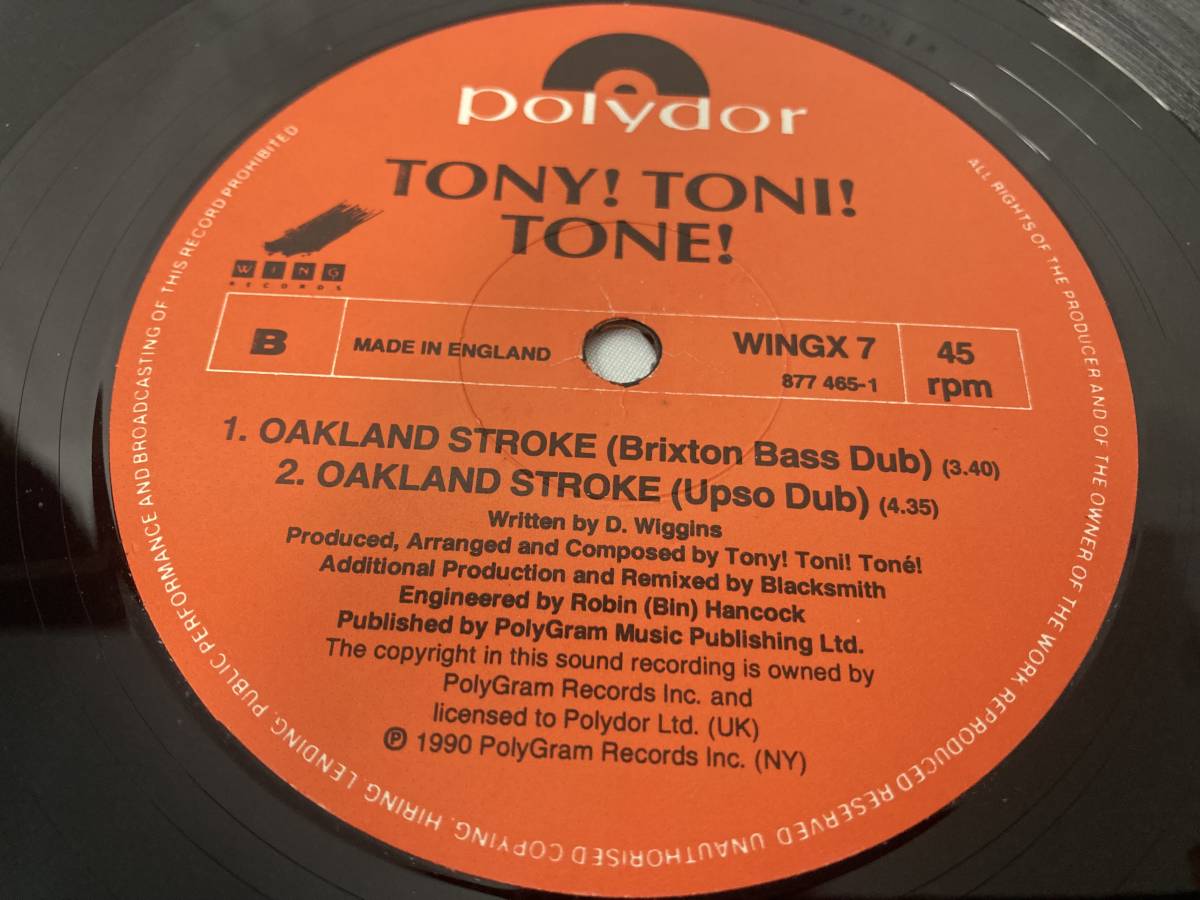 polydor
TONY! TONI!
TONE!
WING
RECORDS
B
MADE IN ENGLAND
WINGX 7
877 465-1
45
rpm
1. OAKLAND STROKE (Brixton Bass Dub) (3.40)
2. OAKLAND STROKE (Upso Dub) (4.35)
Written by D. Wiggins
Produced, Arranged and Composed by Tony! Toni! Toné!
Additional Production and Remixed by Blacksmith
Engineered by Robin (Bin) Hancock
Published by PolyGram Music Publishing Ltd.
The copyright in this sound recording is owned by
PolyGram Records Inc. and
licensed to Polydor Ltd. (UK)
℗ 1990 PolyGram Records Inc. (NY)
ALL RIGHTS OF THE PRODUCER AND OF THE OWNER OF THE WORK REPRODUCED RESERVED UNAUTHORISED COPYING, HIRING, LENDING, PUBLIC PERFORMANCE AND BROADCASTING OF THIS RECORD PROHIBITED